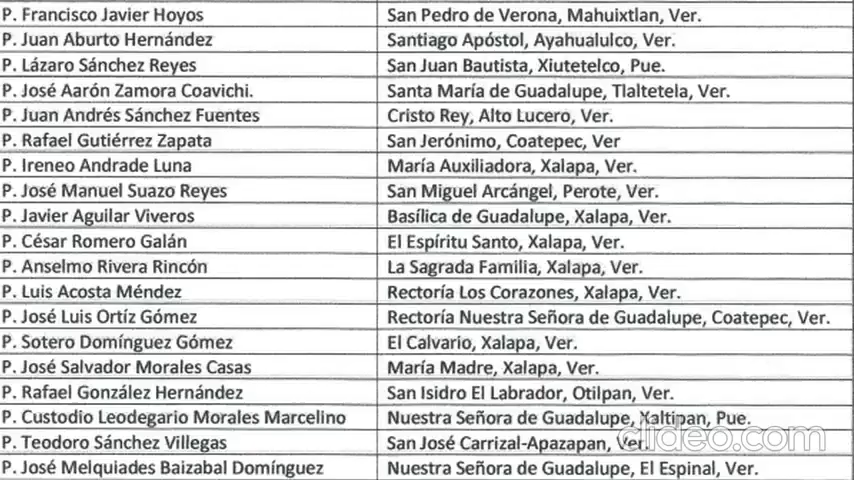 P. Francisco Javier Hoyos San Pedro de Verona, Mahuixtlan, Ver.
P. Juan Aburto Hernández Santiago Apóstol, Ayahualulco, Ver.
P. Lázaro Sánchez Reyes San Juan Bautista, Xiutetelco, Pue.
P. José Aarón Zamora Coavichi. Santa María de Guadalupe, Tlaltetela, Ver.
P. Juan Andrés Sánchez Fuentes Cristo Rey, Alto Lucero, Ver.
P. Rafael Gutiérrez Zapata San Jerónimo, Coatepec, Ver
P. Ireneo Andrade Luna María Auxiliadora, Xalapa, Ver.
P. José Manuel Suazo Reyes San Miguel Arcángel, Perote, Ver.
P. Javier Aguilar Viveros Basílica de Guadalupe, Xalapa, Ver.
P. César Romero Galán El Espíritu Santo, Xalapa, Ver.
P. Anselmo Rivera Rincón La Sagrada Familia, Xalapa, Ver.
P. Luis Acosta Méndez Rectoría Los Corazones, Xalapa, Ver.
P. José Luis Ortíz Gómez Rectoría Nuestra Señora de Guadalupe, Coatepec, Ver.
P. Sotero Domínguez Gómez El Calvario, Xalapa, Ver.
P. José Salvador Morales Casas María Madre, Xalapa, Ver.
P. Rafael González Hernández San Isidro El Labrador, Otilpan, Ver.
P. Custodio Leodegario Morales Marcelino Nuestra Señora de Guadalupe, Xaltipan, Pue.
P. Teodoro Sánchez Villegas San José Carrizal-Apazapan, Ver.
clideo.com
P. José Melquiades Baizabal Domínguez Nuestra Señora de Guadalupe, El Espinal, Ver.